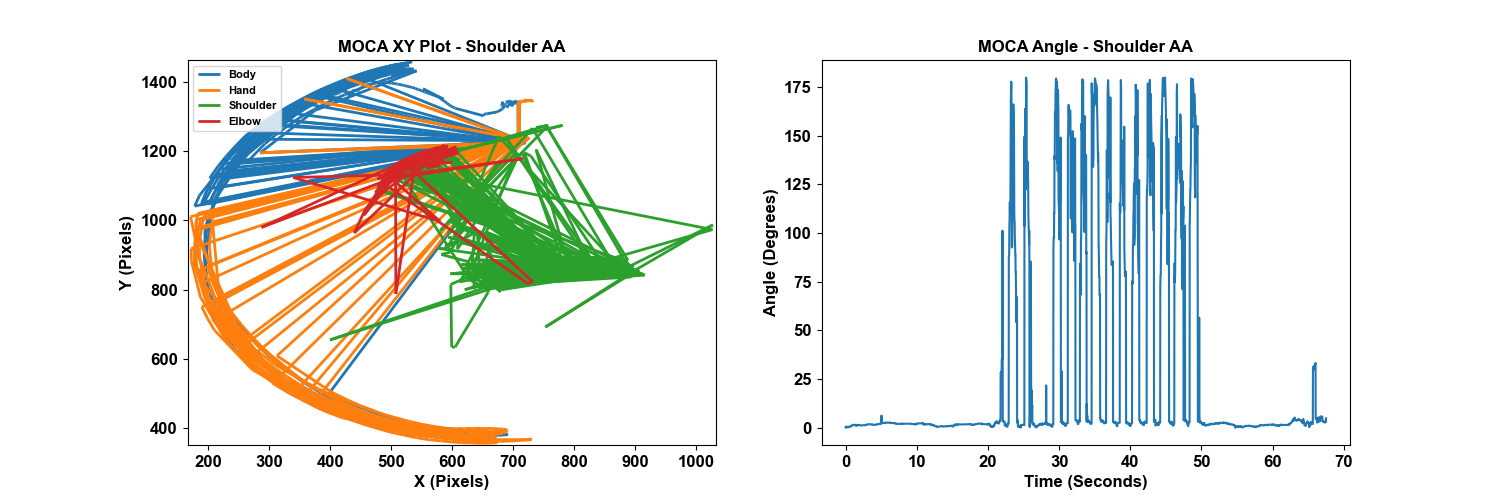 MOCA XY Plot - Shoulder AA
Body
Hand
Shoulder
Elbow
Y (Pixels)
1400
1200
1000
800
600
400
200 300 400 500 600 700 800 900 1000
X (Pixels)
MOCA Angle - Shoulder AA
Angle (Degrees)
175
150
125
100
75
50
25
0
0 10 20 30 40 50 60 70
Time (Seconds)